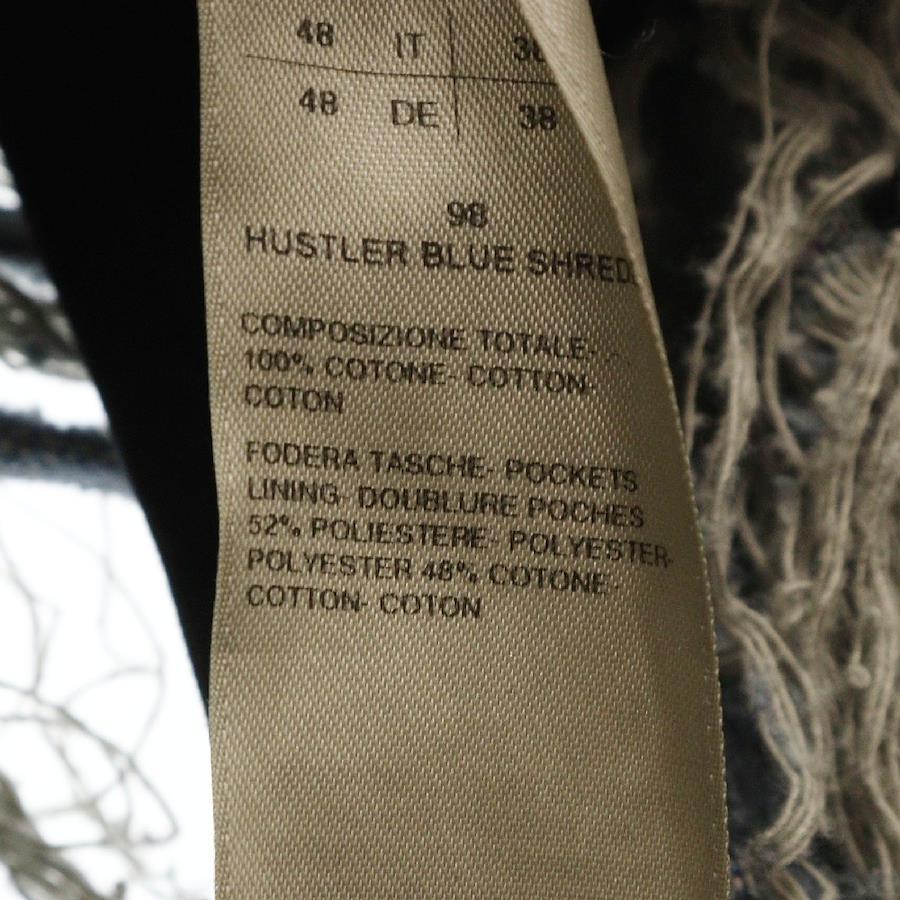 48 IT 38
48 DE 38
98
HUSTLER BLUE SHRED
COMPOSIZIONE TOTALE-
100% COTONE- COTTON-
COTON
FODERA TASCHE- POCKETS
LINING- DOUBLURE POCHES
52% POLIESTERE- POLYESTER-
POLYESTER 48% COTONE-
COTTON- COTON